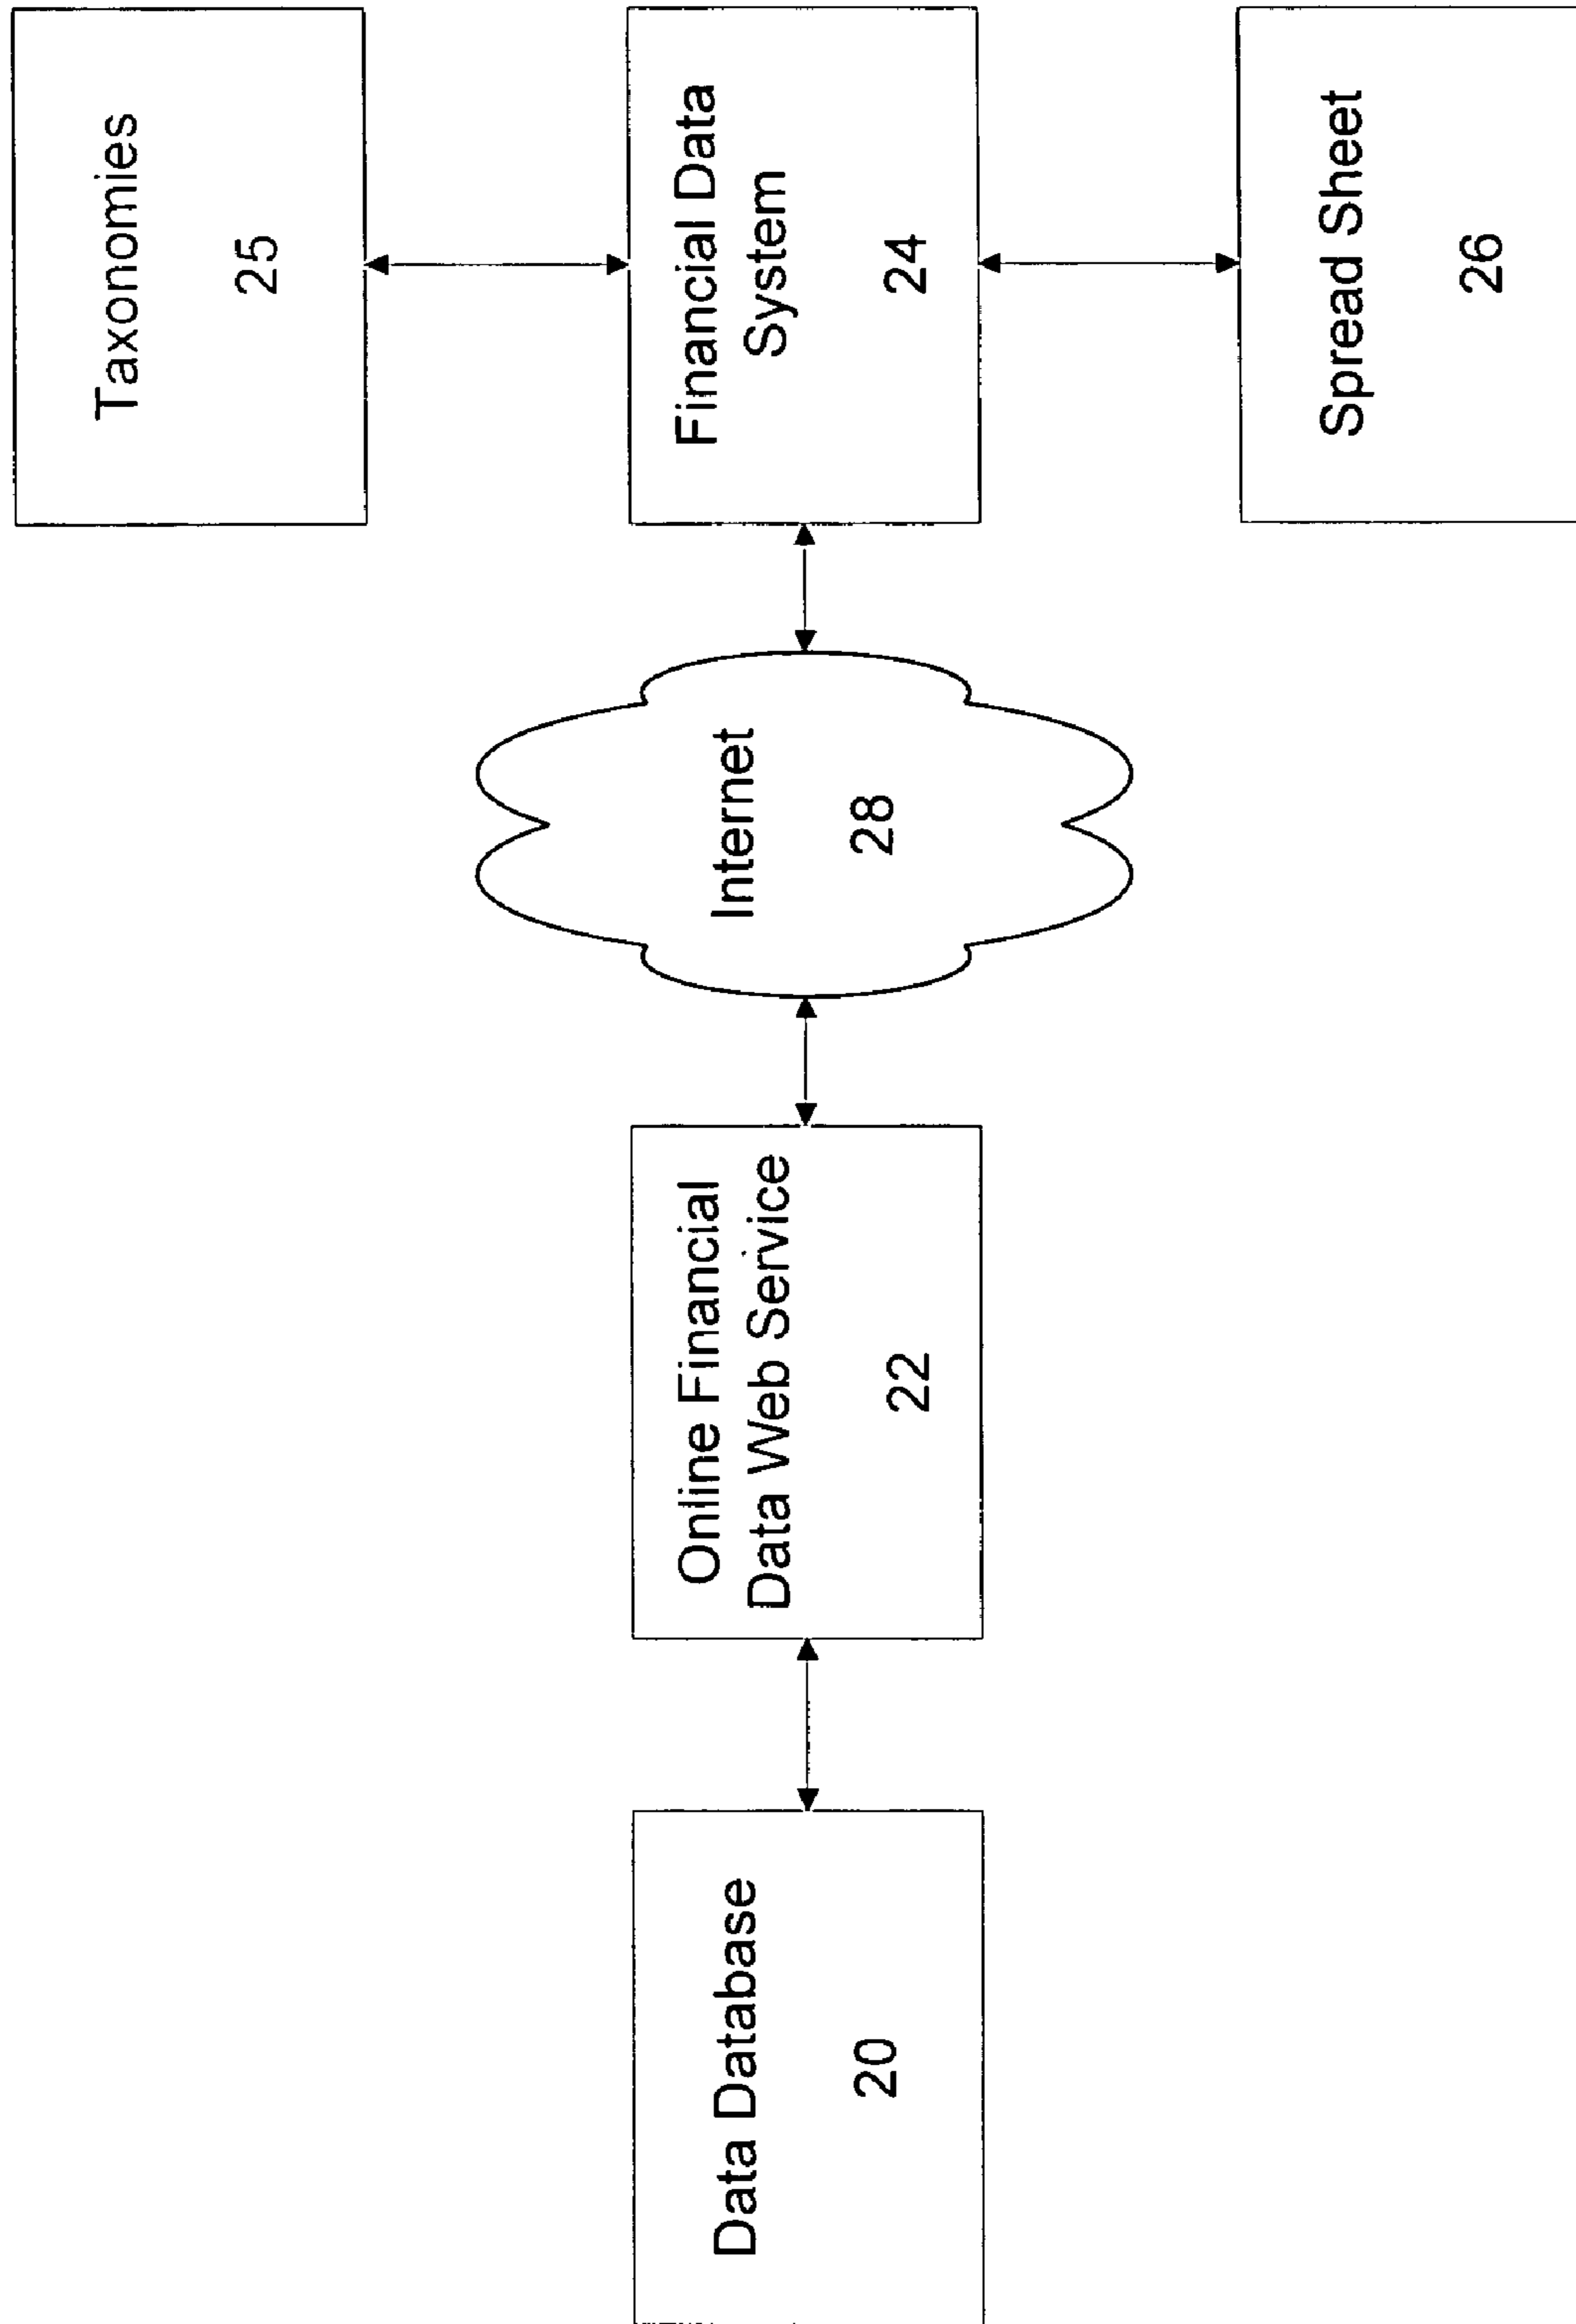 Data Database
20
Online Financial
Data Web Service
22
Internet
28
Taxonomies
25
Financial Data
System
24
Spread Sheet
26